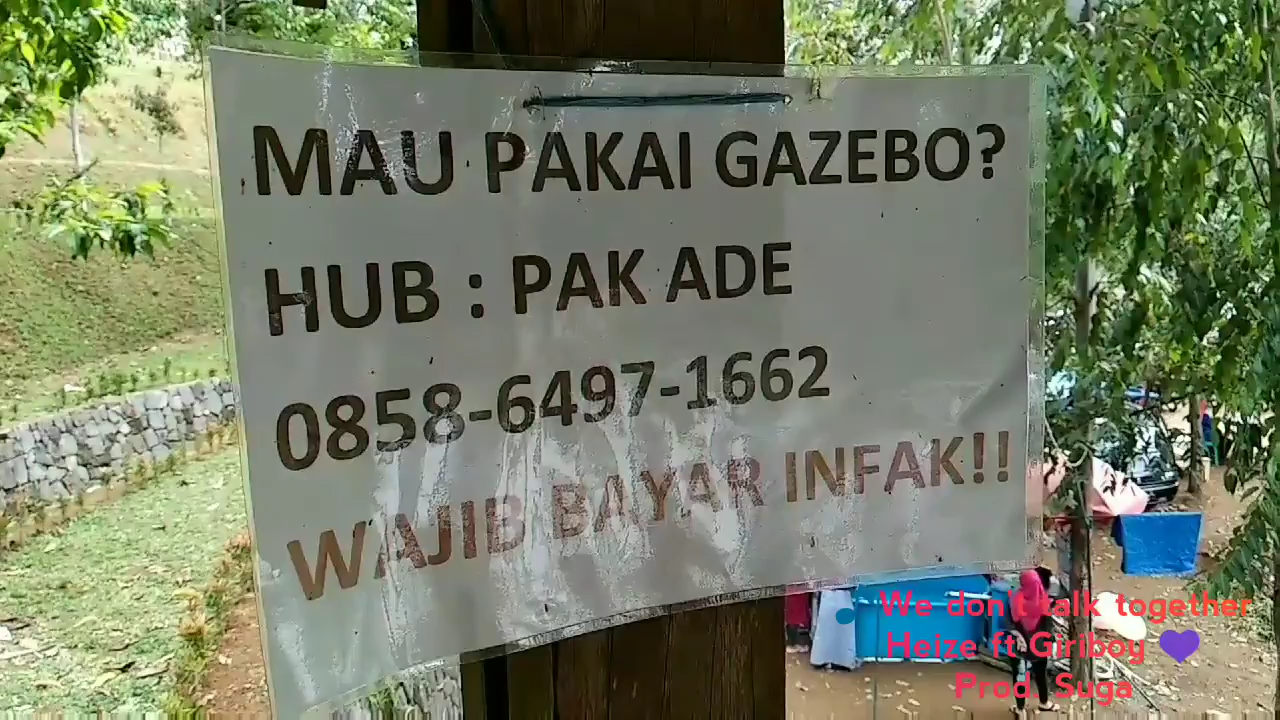 MAU PAKAI GAZEBO?
HUB : PAK ADE
0858-6497-1662
WAJIB BAYAR INFAK!!
We don't talk together
Heize ft Giriboy 💜
Prod. Suga